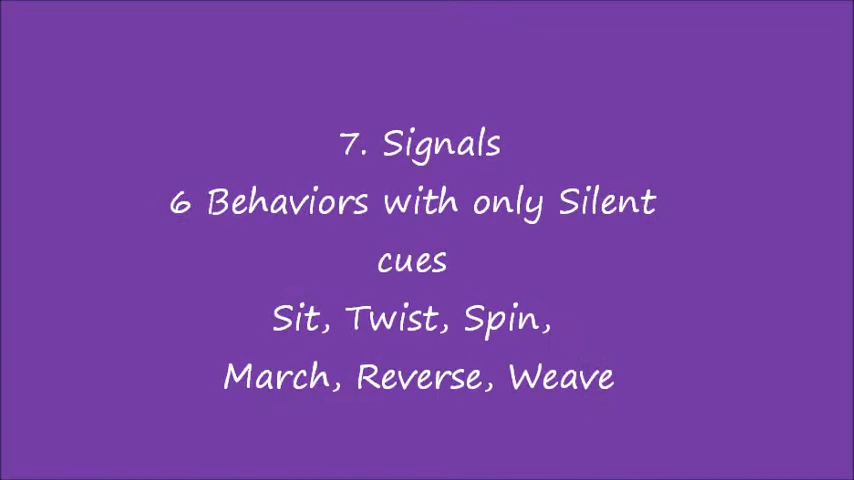 7. Signals
6 Behaviors with only Silent
cues
Sit, Twist, Spin,
March, Reverse, Weave